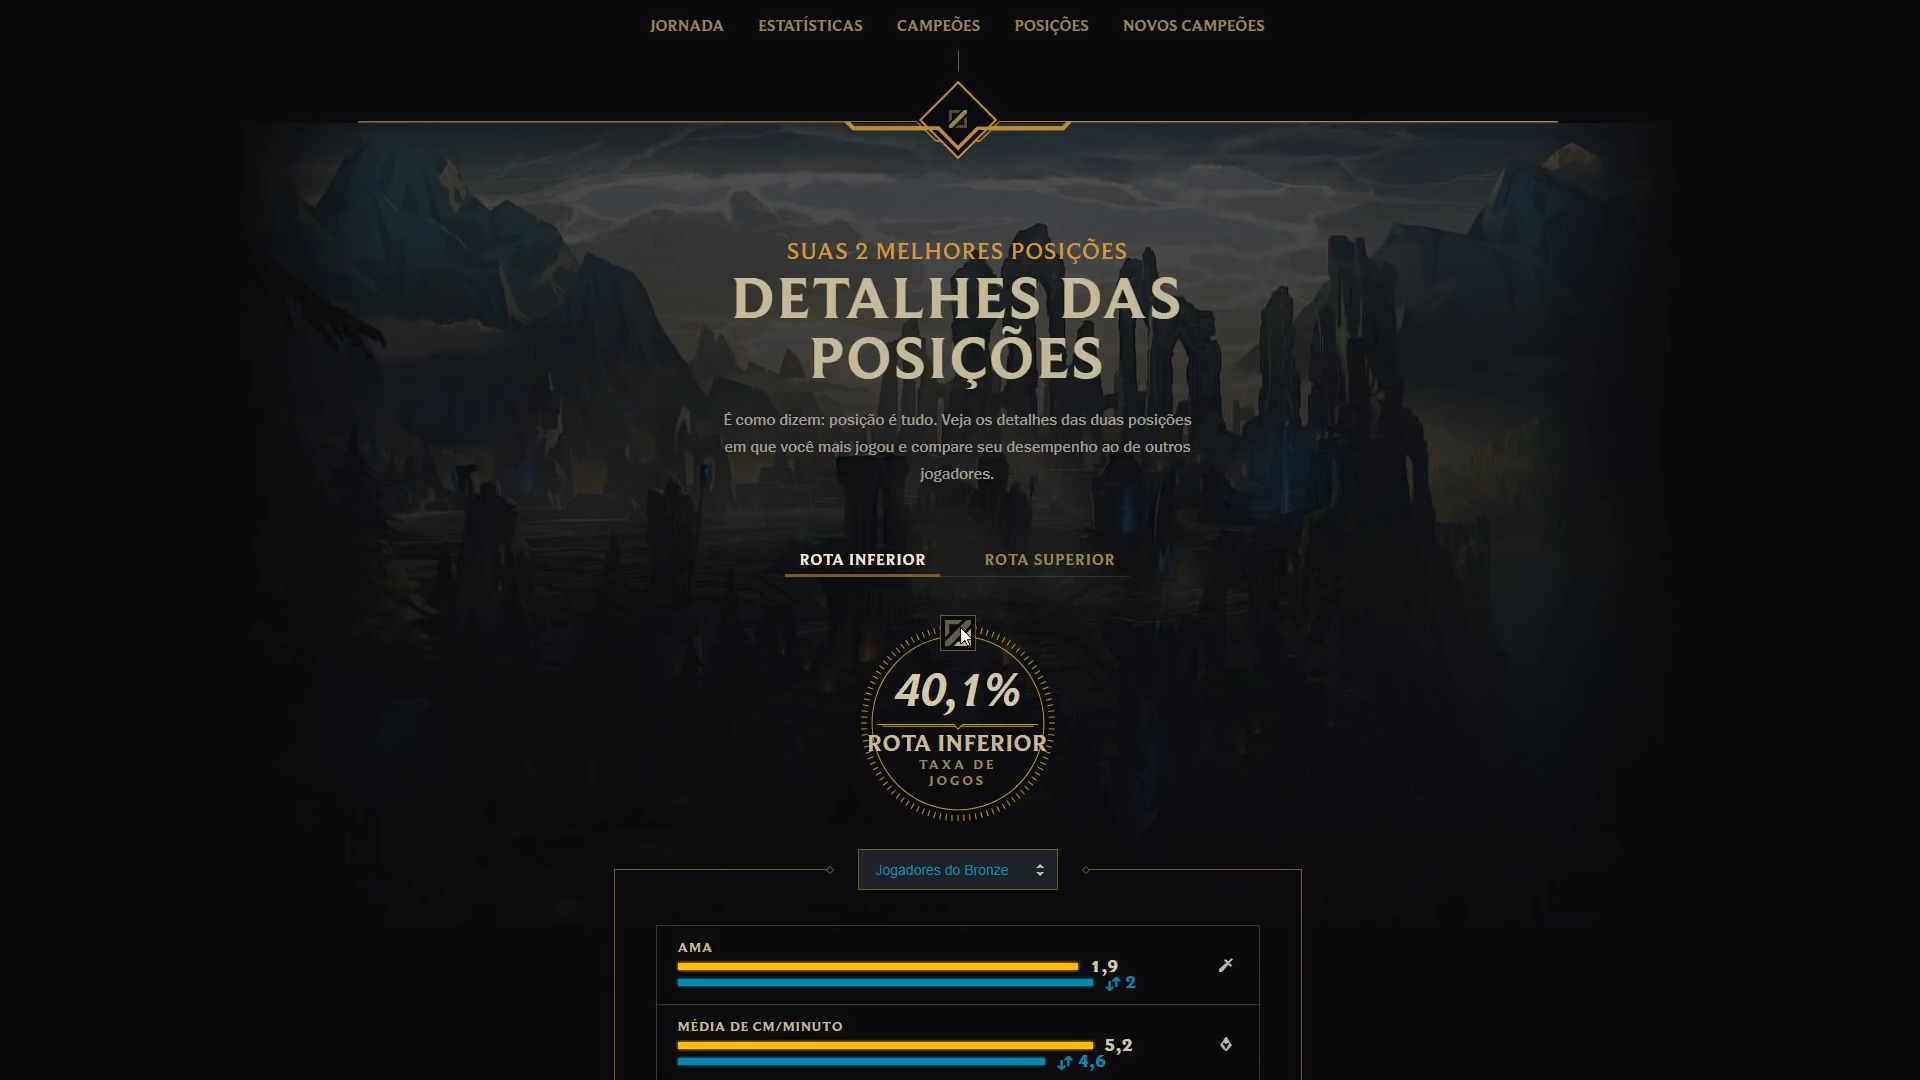 JORNADA ESTATÍSTICAS CAMPEÕES POSIÇÕES NOVOS CAMPEÕES
SUAS 2 MELHORES POSIÇÕES
DETALHES DAS
POSIÇÕES
É como dizem: posição é tudo. Veja os detalhes das duas posições
em que você mais jogou e compare seu desempenho ao de outros
jogadores.
ROTA INFERIOR ROTA SUPERIOR
40,1%
ROTA INFERIOR
TAXA DE
JOGOS
Jogadores do Bronze
AMA
1,9
2
MÉDIA DE CM/MINUTO
5,2
4,6